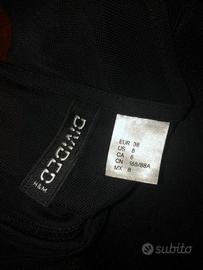 DIVIDED
H&M
EUR 38
US 8
CA 8
CN 165/88A
MX 8
subito